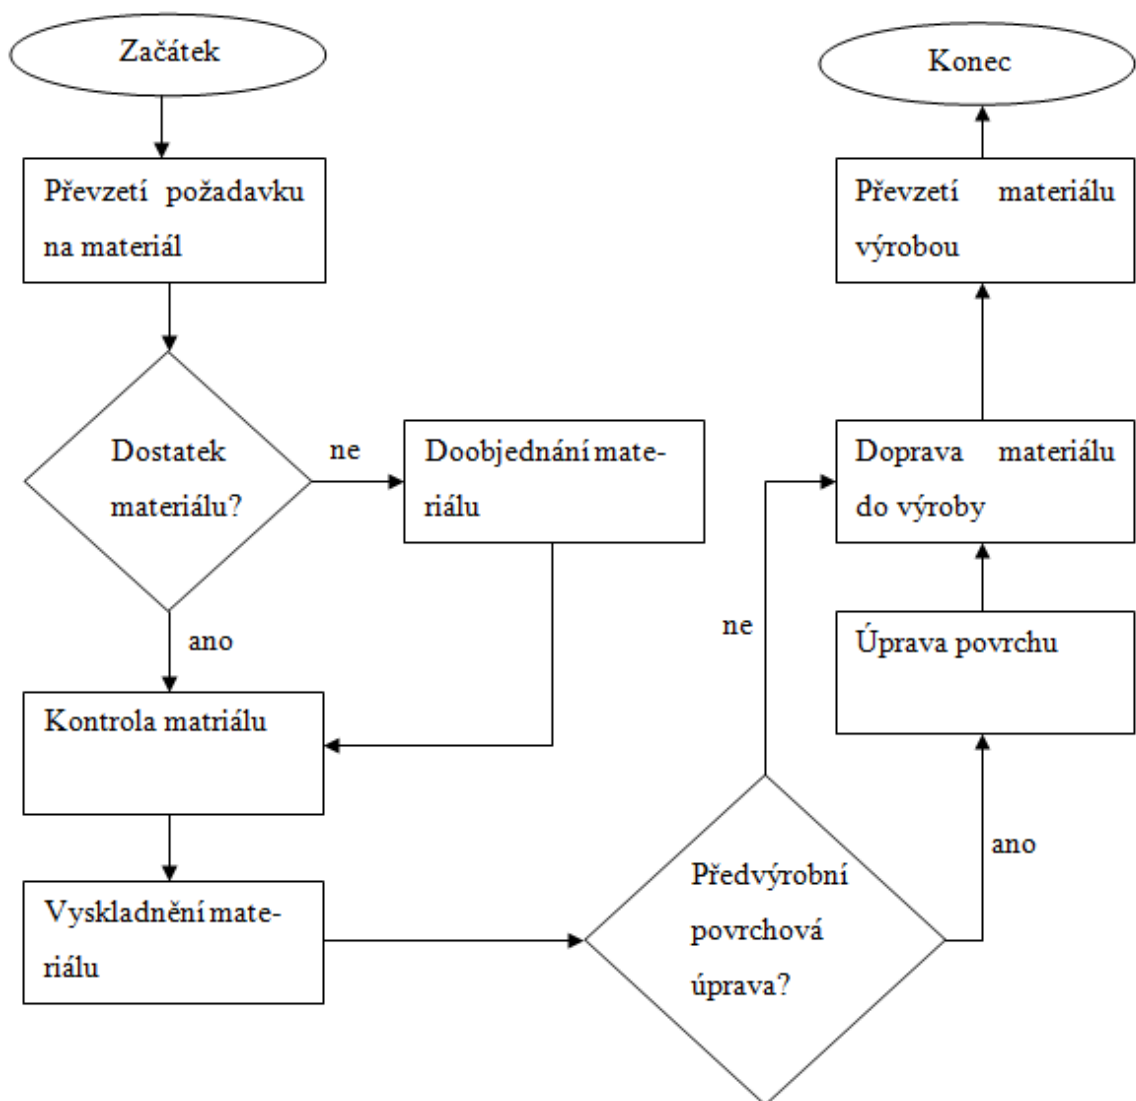 Začátek
Převzetí požadavku
na materiál
Dostatek
materiálu?
ne
Doobjednání mate-
riálu
ano
Kontrola matriálu
Vyskladnění mate-
riálu
Předvýrobní
povrchová
úprava?
ne
ano
Úprava povrchu
Doprava materiálu
do výroby
Převzetí materiálu
výrobou
Konec